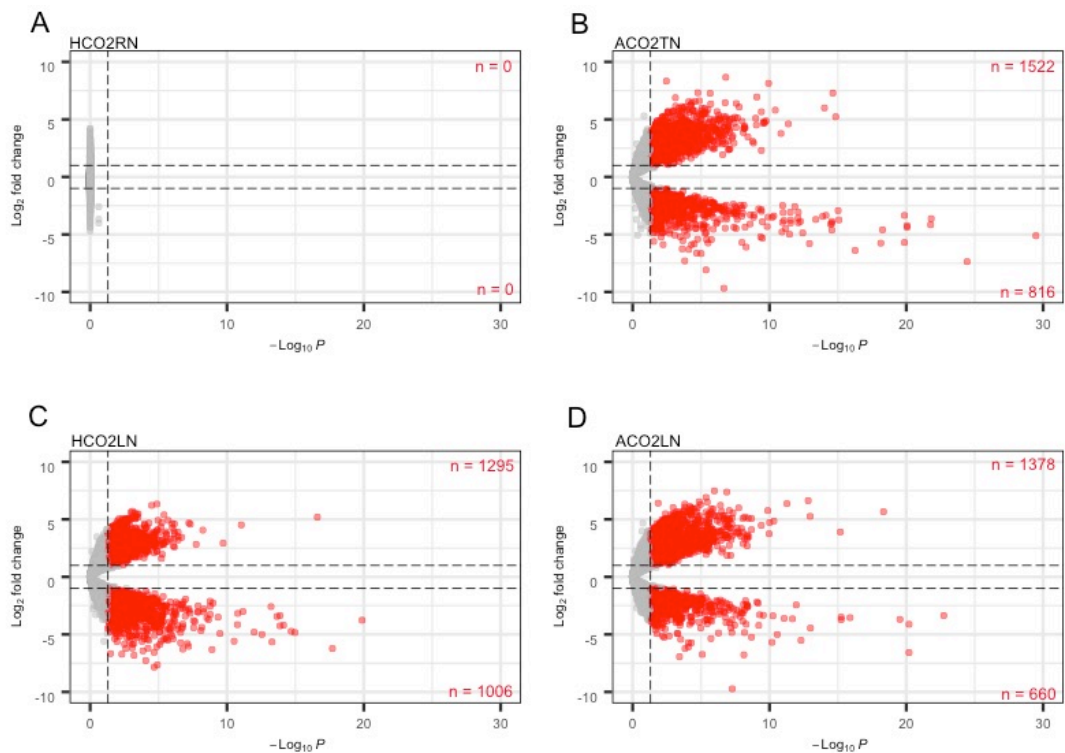 A
HCO2RN
10
5
0
-5
-10
Log2 fold change
n = 0
n = 0
0
10
20
30
−Log10 P
B
ACO2TN
10
5
0
-5
-10
Log2 fold change
n = 1522
n = 816
0
10
20
30
−Log10 P
C
HCO2LN
10
5
0
-5
-10
Log2 fold change
n = 1295
n = 1006
0
10
20
30
−Log10 P
D
ACO2LN
10
5
0
-5
-10
Log2 fold change
n = 1378
n = 660
0
10
20
30
−Log10 P